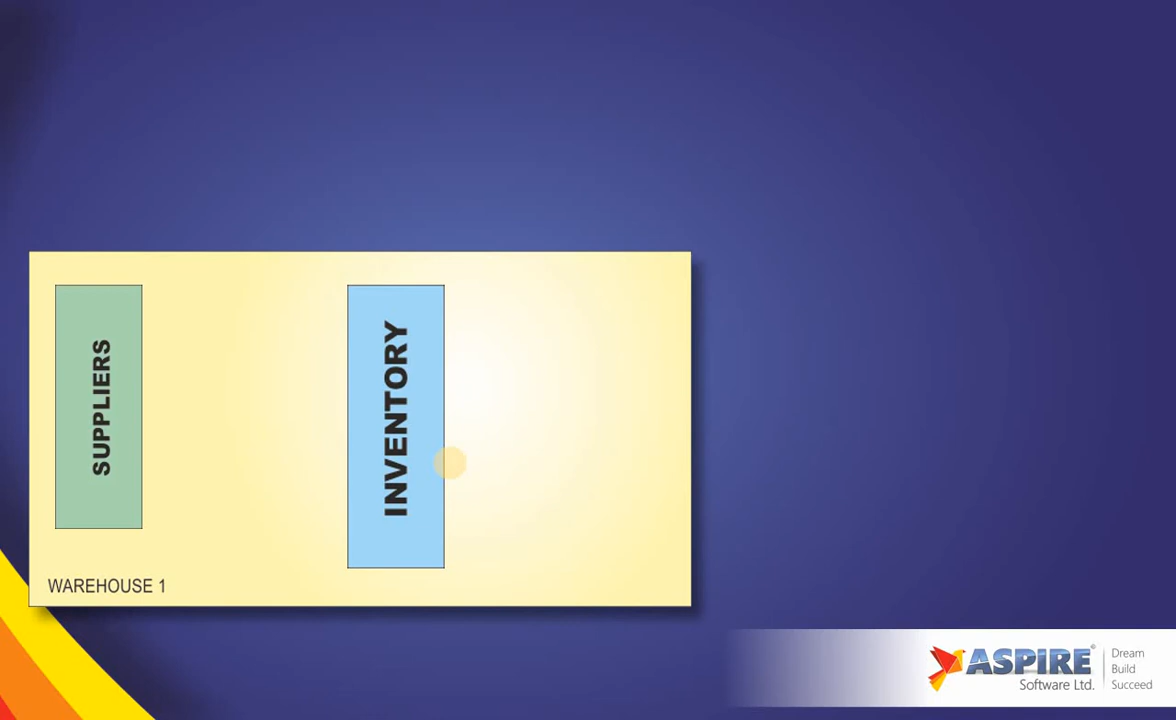 SUPPLIERS
INVENTORY
WAREHOUSE 1
ASPIRE©
Software Ltd.
Dream
Build
Succeed